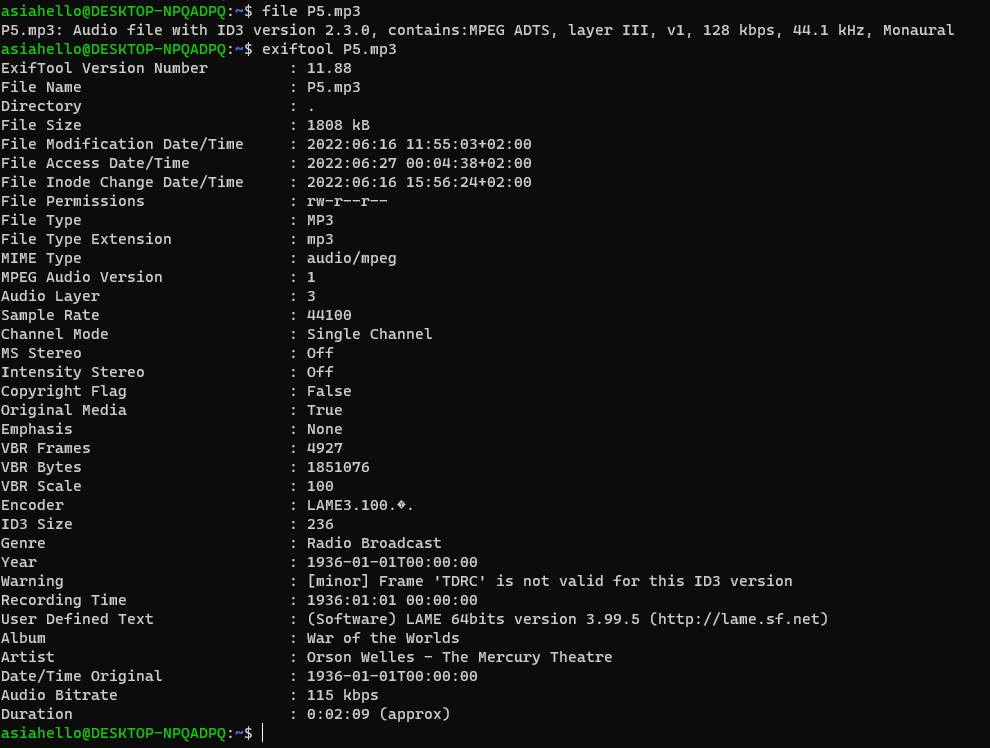 asiahello@DESKTOP-NPQADPQ:~$ file P5.mp3
P5.mp3: Audio file with ID3 version 2.3.0, contains:MPEG ADTS, layer III, v1, 128 kbps, 44.1 kHz, Monaural
asiahello@DESKTOP-NPQADPQ:~$ exiftool P5.mp3
ExifTool Version Number : 11.88
File Name : P5.mp3
Directory : .
File Size : 1808 kB
File Modification Date/Time : 2022:06:16 11:55:03+02:00
File Access Date/Time : 2022:06:27 00:04:38+02:00
File Inode Change Date/Time : 2022:06:16 15:56:24+02:00
File Permissions : rw-r--r--
File Type : MP3
File Type Extension : mp3
MIME Type : audio/mpeg
MPEG Audio Version : 1
Audio Layer : 3
Sample Rate : 44100
Channel Mode : Single Channel
MS Stereo : Off
Intensity Stereo : Off
Copyright Flag : False
Original Media : True
Emphasis : None
VBR Frames : 4927
VBR Bytes : 1851076
VBR Scale : 100
Encoder : LAME3.100.�.
ID3 Size : 236
Genre : Radio Broadcast
Year : 1936-01-01T00:00:00
Warning : [minor] Frame 'TDRC' is not valid for this ID3 version
Recording Time : 1936:01:01 00:00:00
User Defined Text : (Software) LAME 64bits version 3.99.5 (http://lame.sf.net)
Album : War of the Worlds
Artist : Orson Welles - The Mercury Theatre
Date/Time Original : 1936-01-01T00:00:00
Audio Bitrate : 115 kbps
Duration : 0:02:09 (approx)
asiahello@DESKTOP-NPQADPQ:~$